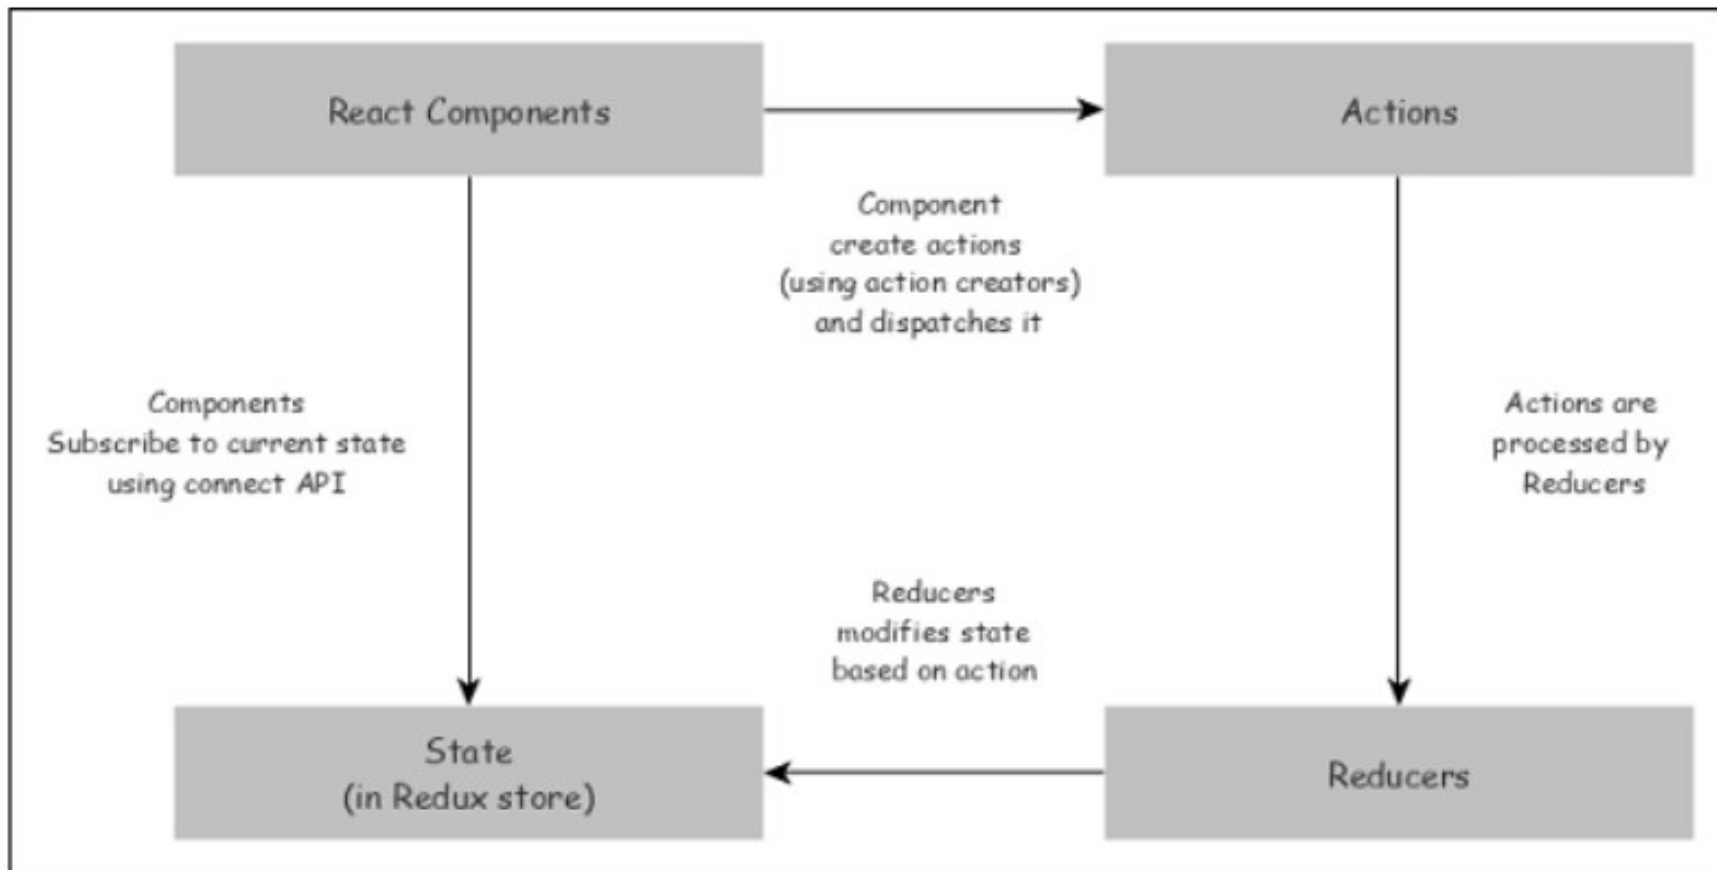 React Components
Actions
Component
create actions
(using action creators)
and dispatches it
Components
Subscribe to current state
using connect API
Actions are
processed by
Reducers
Reducers
modifies state
based on action
State
(in Redux store)
Reducers